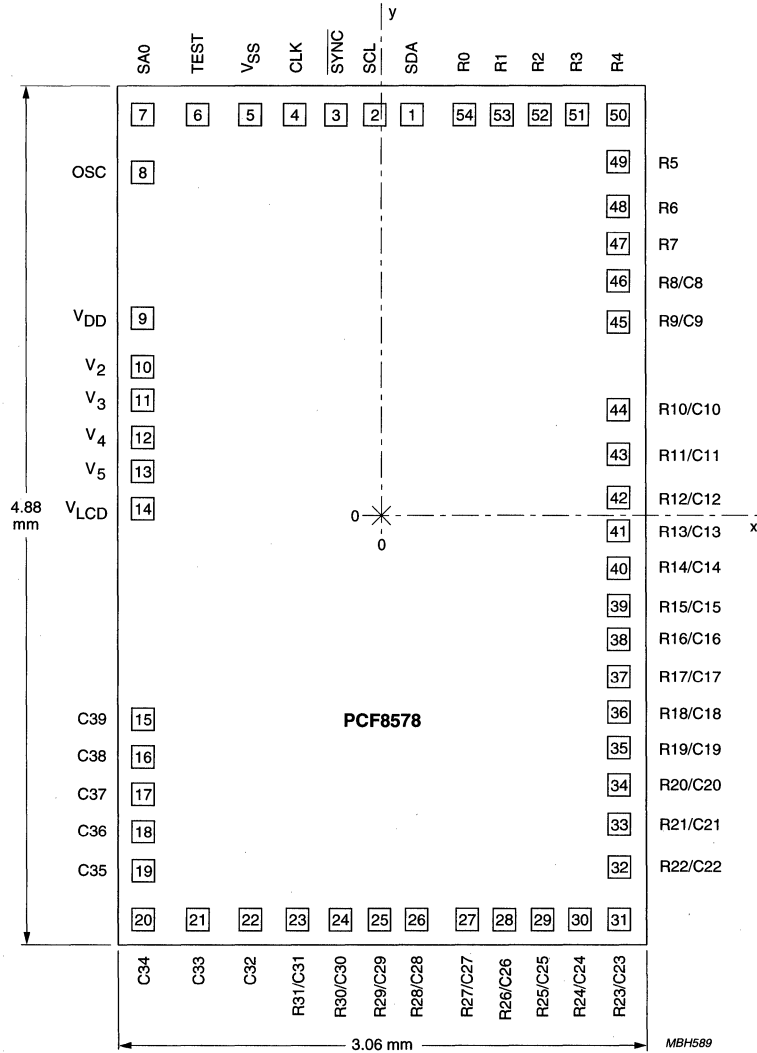 y
SA0 TEST VSS CLK SYNC SCL SDA R0 R1 R2 R3 R4
7 6 5 4 3 2 1 54 53 52 51 50
OSC 8
49 R5
48 R6
47 R7
46 R8/C8
VDD 9
45 R9/C9
V2 10
V3 11
44 R10/C10
V4 12
43 R11/C11
V5 13
42 R12/C12
4.88
mm
VLCD 14
0
x
0
41 R13/C13
40 R14/C14
39 R15/C15
38 R16/C16
37 R17/C17
36 R18/C18
C39 15
PCF8578
35 R19/C19
C38 16
34 R20/C20
C37 17
33 R21/C21
C36 18
32 R22/C22
C35 19
20 21 22 23 24 25 26 27 28 29 30 31
C34 C33 C32 R31/C31 R30/C30 R29/C29 R28/C28 R27/C27 R26/C26 R25/C25 R24/C24 R23/C23
3.06 mm
MBH589